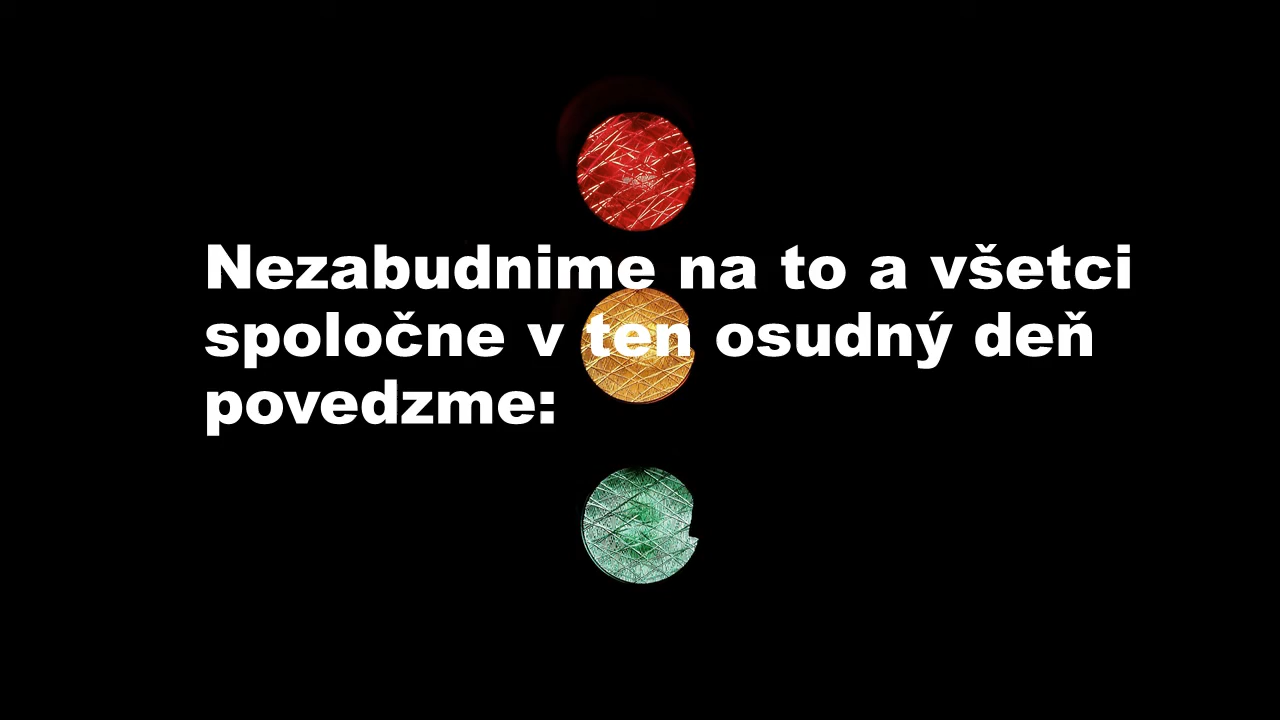 Nezabudnime na to a všetci
spoločne v ten osudný deň
povedzme: